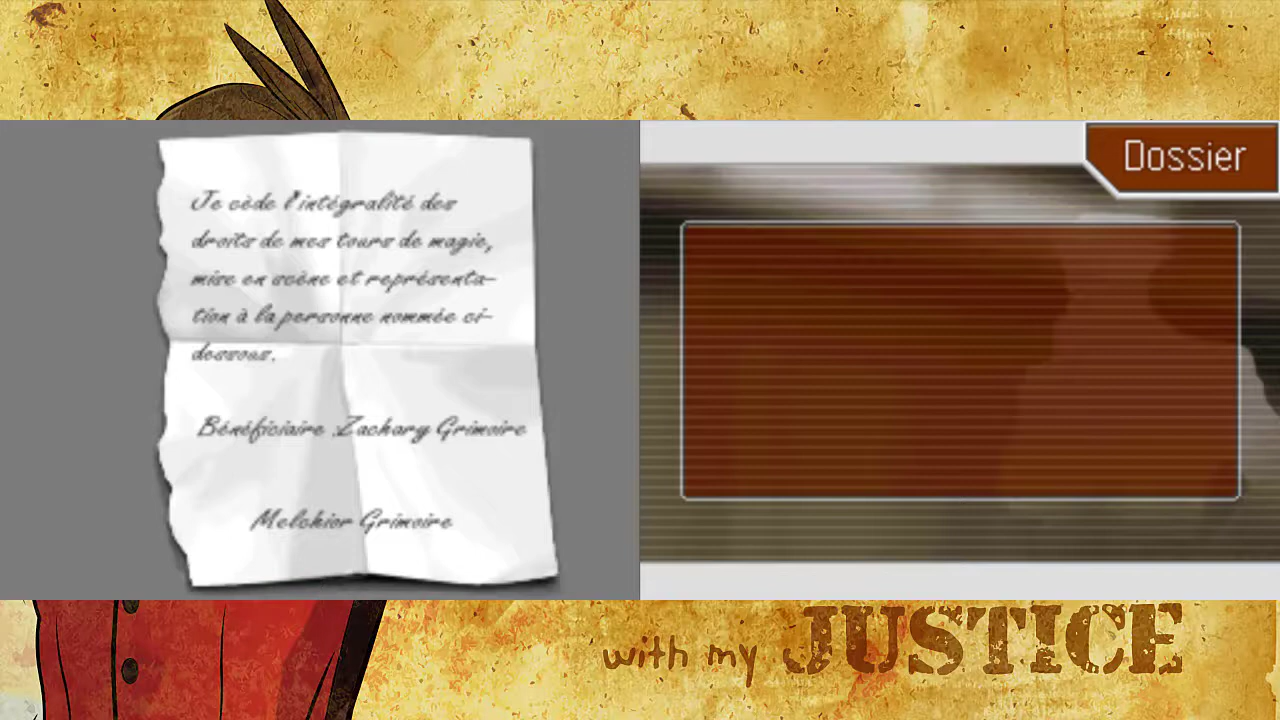 Je cède l'intégralité des
droits de mes tours de magie,
mise en scène et représenta-
tion à la personne nommée ci-
dessous.
Bénéficiaire :Zachary Grimoire
Melchior Grimoire
Dossier
with my JUSTICE